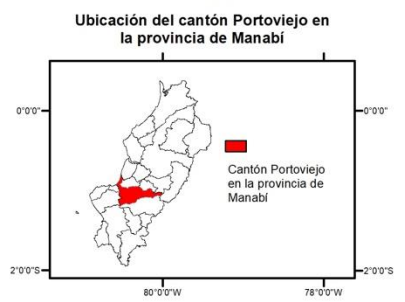 Ubicación del cantón Portoviejo en
la provincia de Manabí
0°0'0"
0°0'0"
Cantón Portoviejo
en la provincia de
Manabí
2°0'0"S
2°0'0"S
80°0'0"W
78°0'0"W